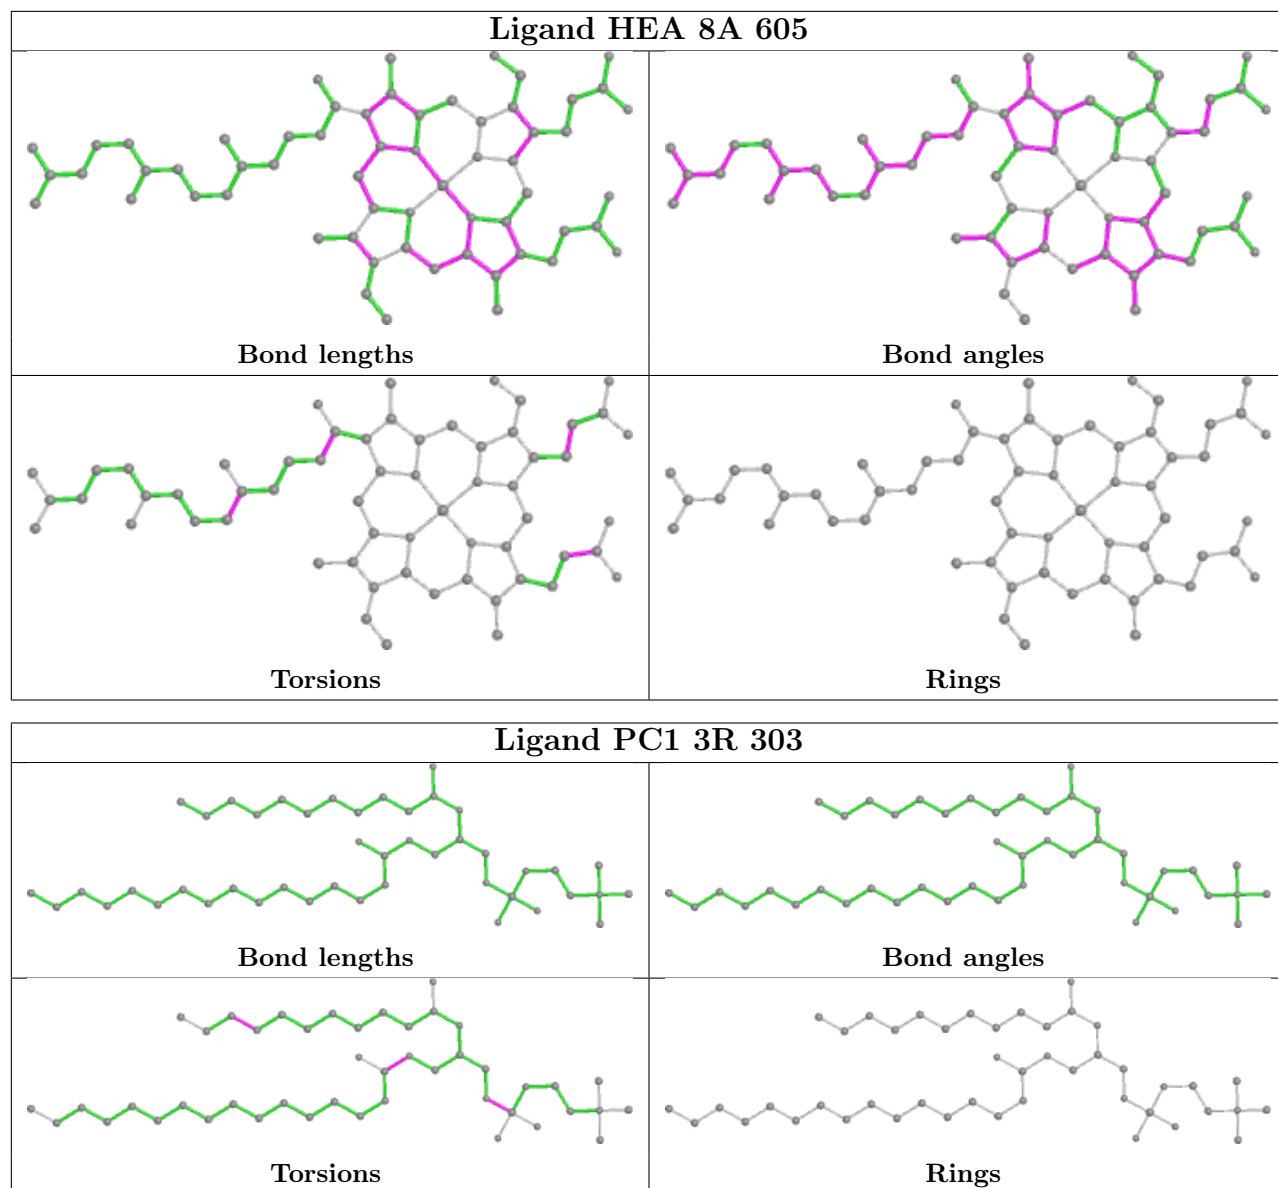 Ligand HEA 8A 605
Bond lengths
Bond angles
Torsions
Rings
Ligand PC1 3R 303
Bond lengths
Bond angles
Torsions
Rings